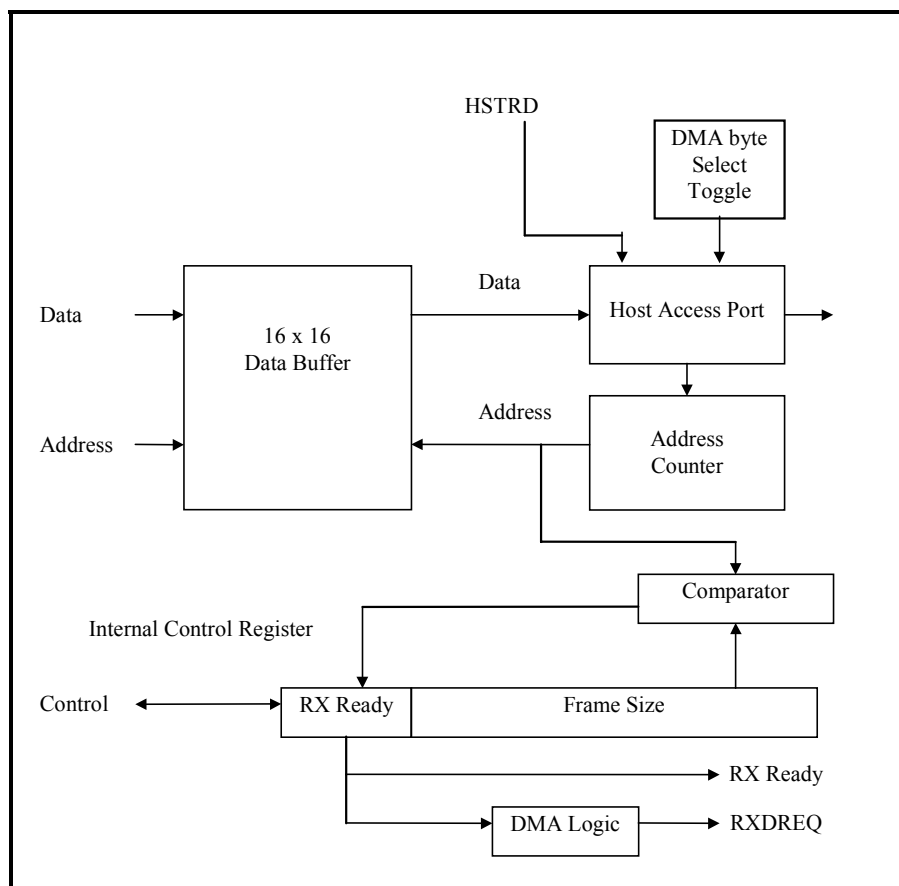 HSTRD
DMA byte
Select
Toggle
Data
Host Access Port
Data
16 x 16
Data Buffer
Address
Address
Address
Counter
Comparator
Internal Control Register
Control
RX Ready
Frame Size
RX Ready
DMA Logic
RXDREQ